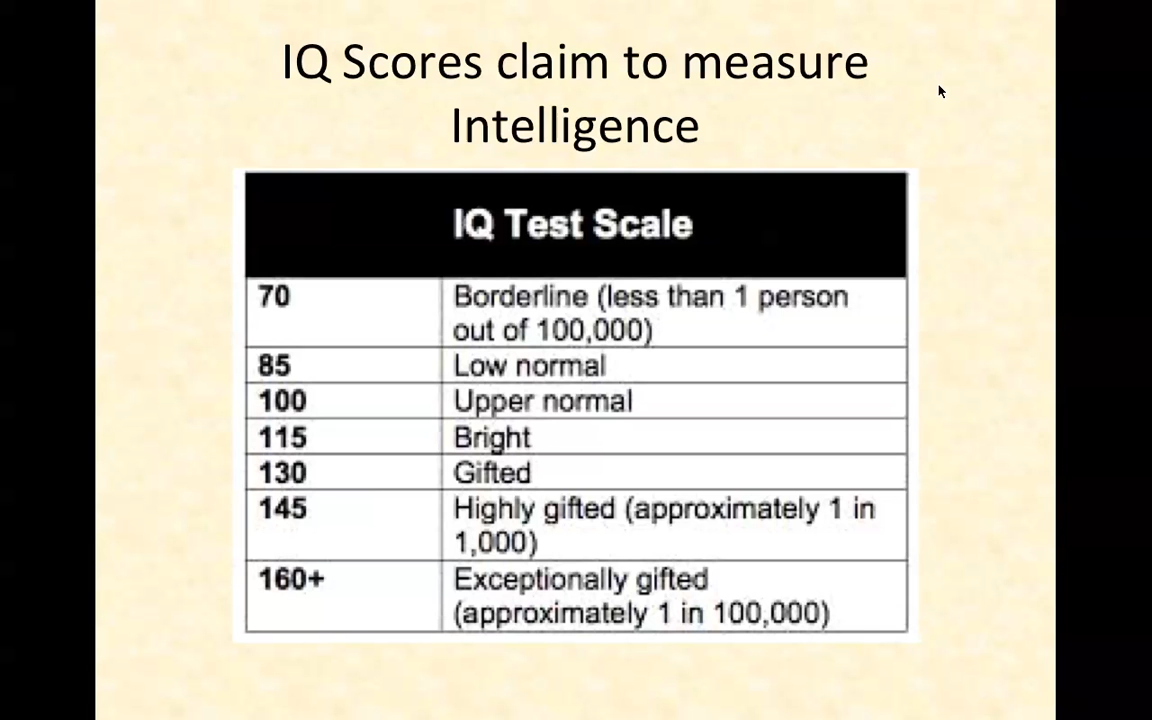 IQ Scores claim to measure
Intelligence
IQ Test Scale
70 Borderline (less than 1 person
out of 100,000)
85 Low normal
100 Upper normal
115 Bright
130 Gifted
145 Highly gifted (approximately 1 in
1,000)
160+ Exceptionally gifted
(approximately 1 in 100,000)